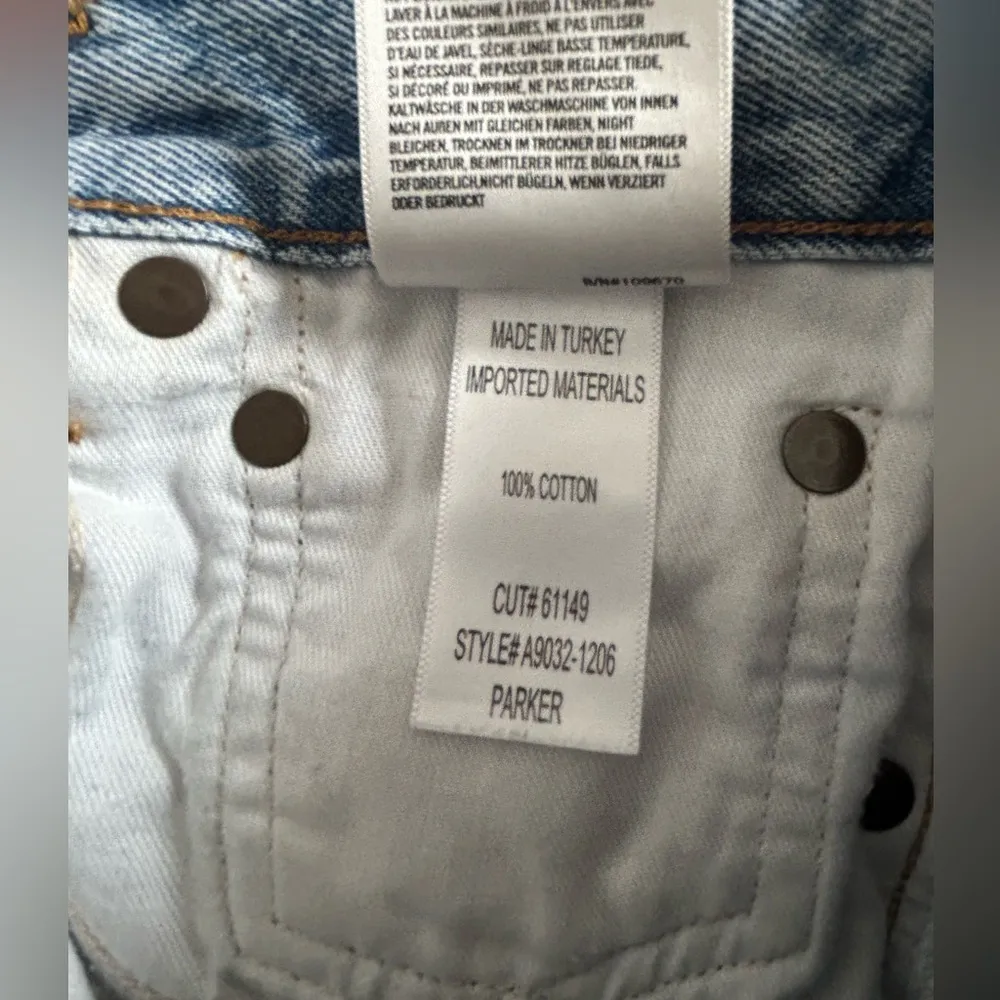 LAVER À LA MACHINE À FROID À L'ENVERS AVEC
DES COULEURS SIMILAIRES, NE PAS UTILISER
D'EAU DE JAVEL, SÈCHE-LINGE BASSE TEMPERATURE,
SI NÉCESSAIRE, REPASSER SUR REGLAGE TIEDE,
SI DÉCORÉ OU IMPRIMÉ, NE PAS REPASSER.
KALTWÄSCHE IN DER WASCHMASCHINE VON INNEN
NACH AUßEN MIT GLEICHEN FARBEN, NIGHT
BLEICHEN, TROCKNEN IM TROCKNER BEI NIEDRIGER
TEMPERATUR, BEIMITTLERER HITZE BÜGLEN, FALLS
ERFORDERLICH,NICHT BÜGELN, WENN VERZIERT
ODER BEDRUCKT
MADE IN TURKEY
IMPORTED MATERIALS
100% COTTON
CUT# 61149
STYLE# A9032-1206
PARKER